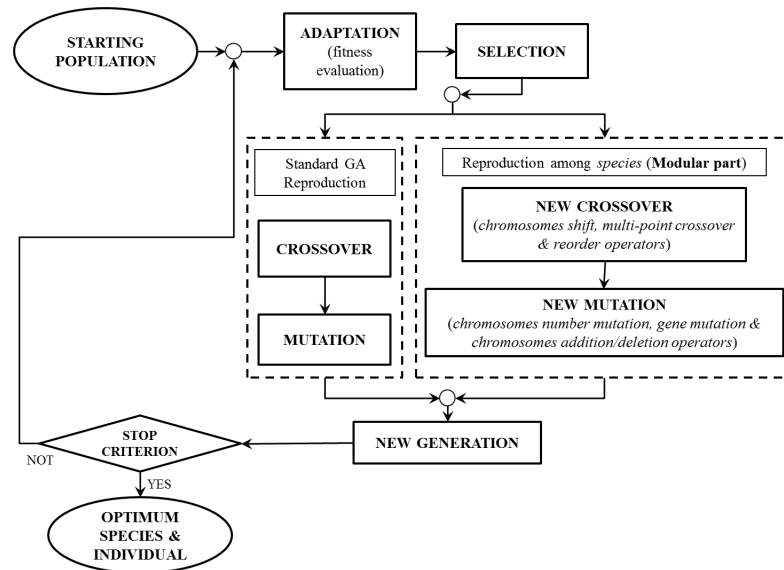 STARTING
POPULATION
ADAPTATION
(fitness
evaluation)
SELECTION
Standard GA
Reproduction
Reproduction among species (Modular part)
CROSSOVER
MUTATION
NEW CROSSOVER
(chromosomes shift, multi-point crossover
& reorder operators)
NEW MUTATION
(chromosomes number mutation, gene mutation &
chromosomes addition/deletion operators)
NEW GENERATION
STOP
CRITERION
NOT
YES
OPTIMUM
SPECIES &
INDIVIDUAL